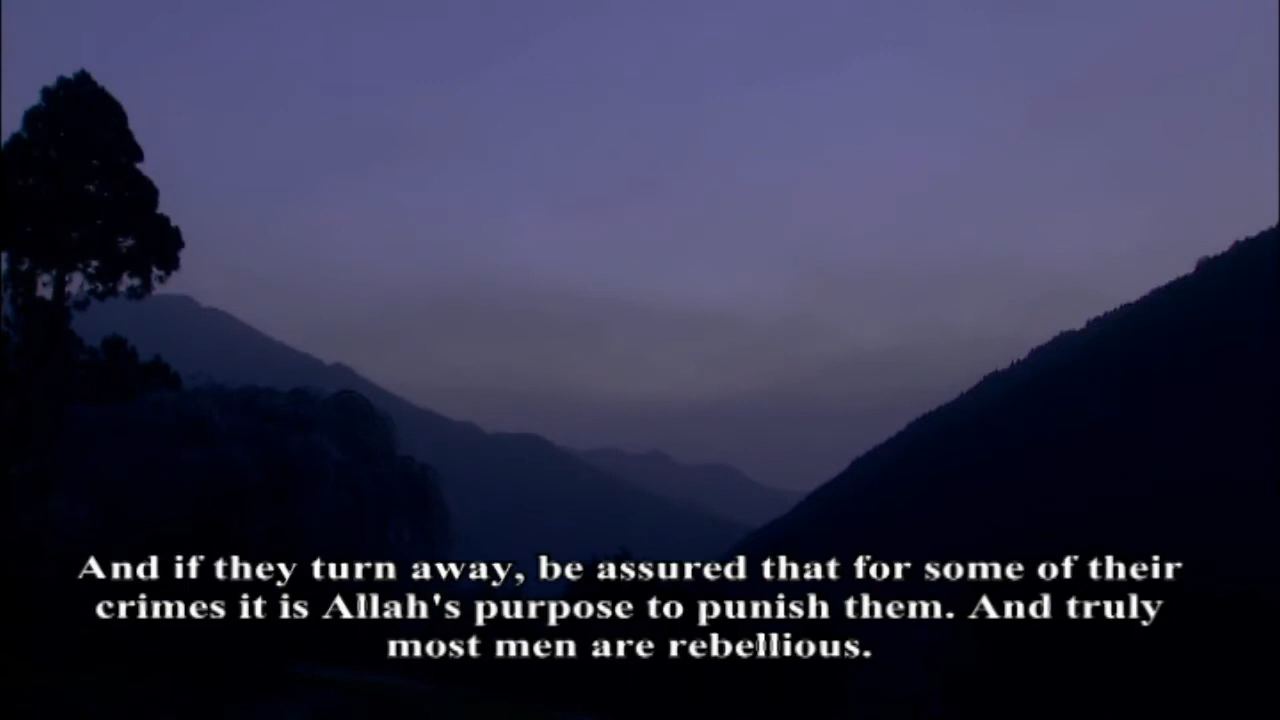 And if they turn away, be assured that for some of their
crimes it is Allah's purpose to punish them. And truly
most men are rebellious.